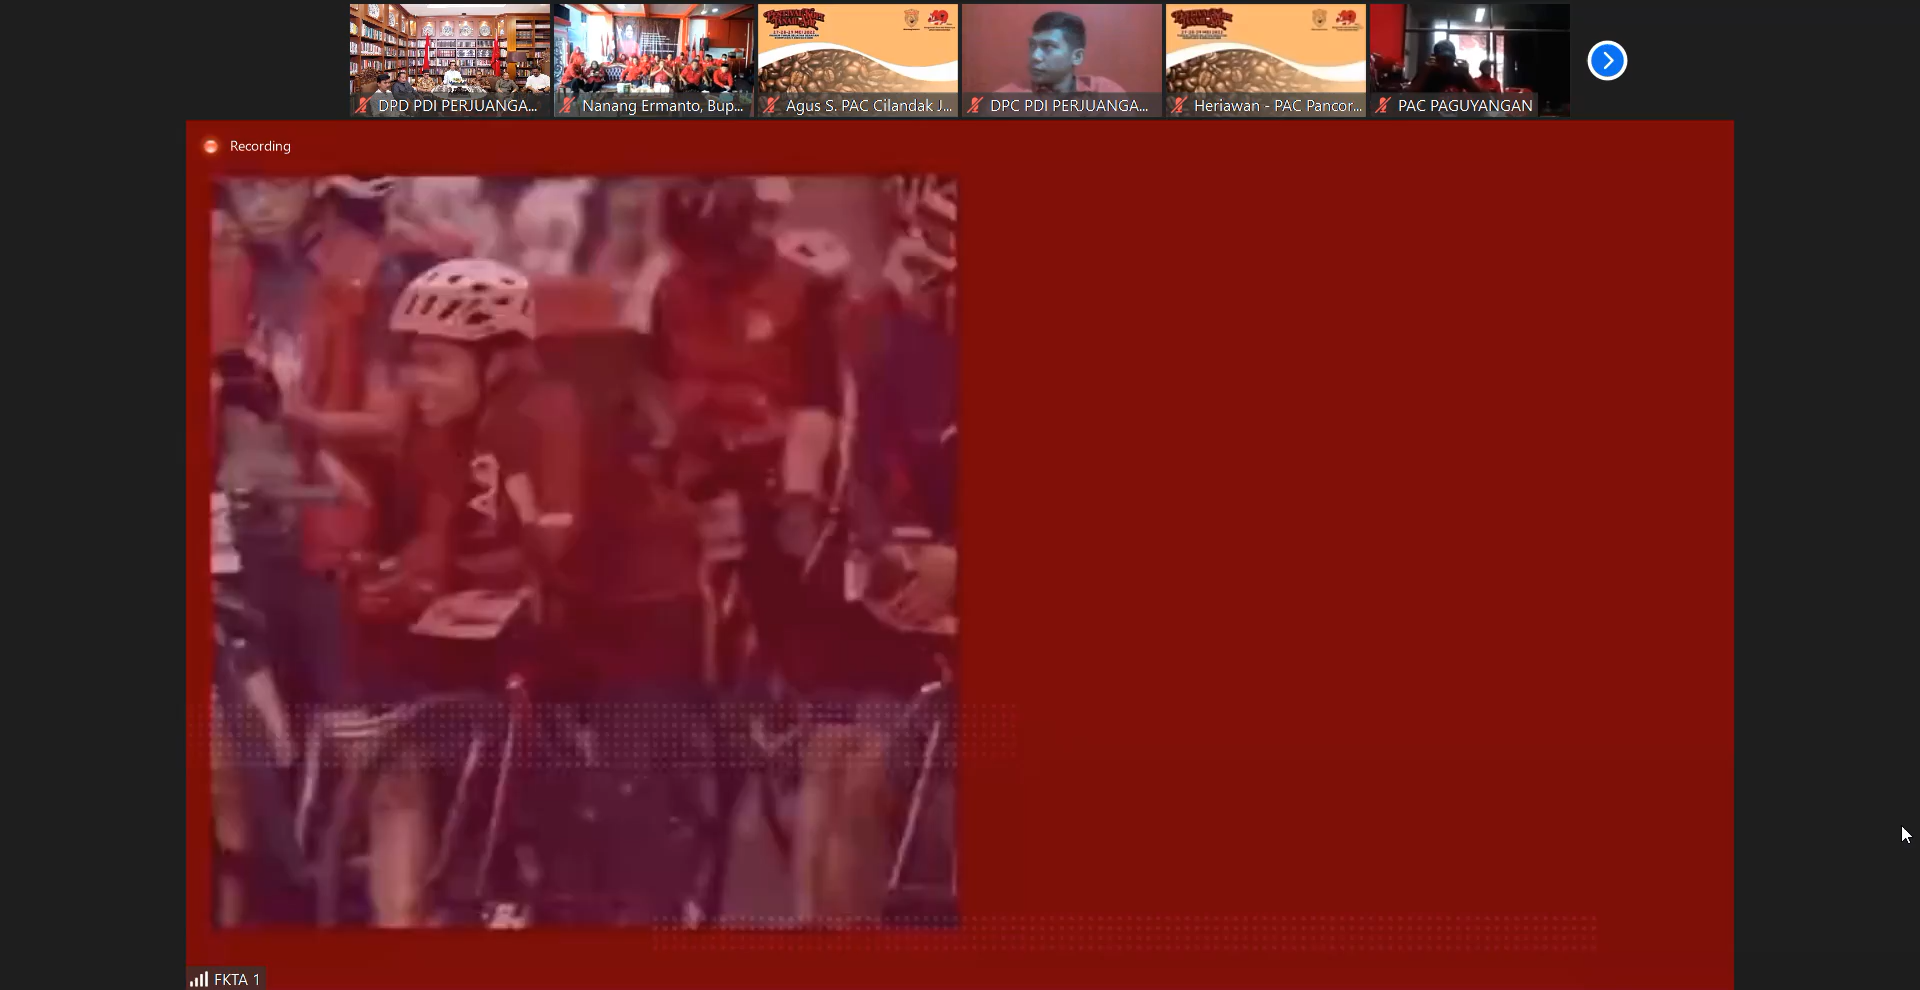 DPD PDI PERJUANGA...
Nanang Ermanto, Bup...
Agus S. PAC Cilandak J...
DPC PDI PERJUANGA...
Heriawan - PAC Pancor...
PAC PAGUYANGAN
Recording
FKTA 1